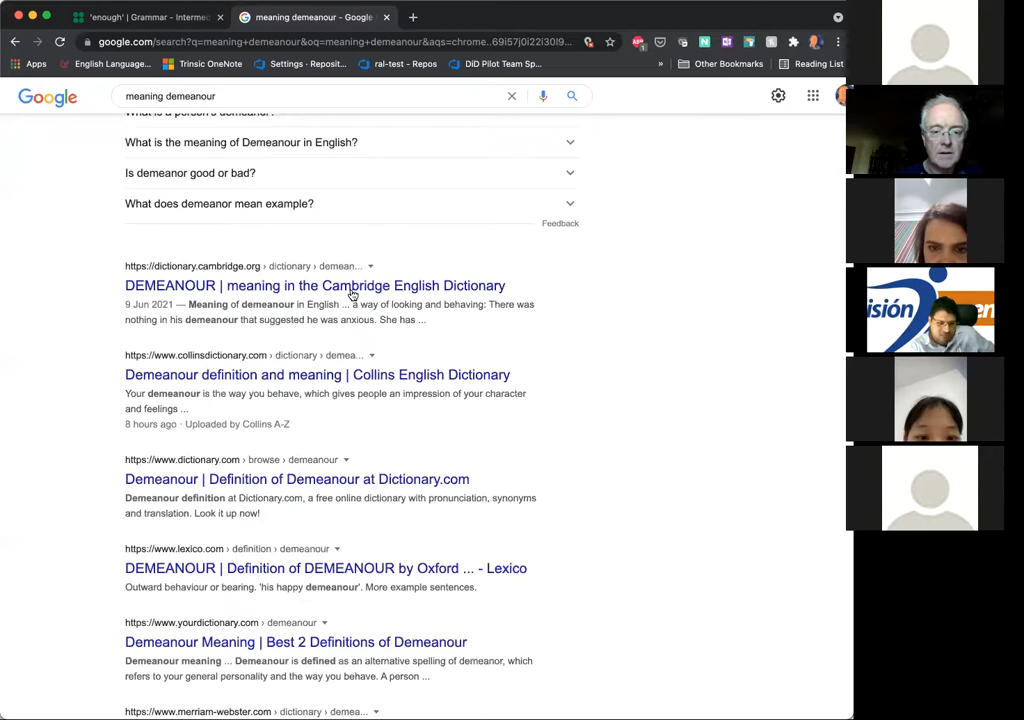 'enough' | Grammar - Intermec
meaning demeanour - Google
google.com/search?q=meaning+demeanour&oq=meaning+demeanour&aqs=chrome..69i57j0i22i30l9...
Apps
English Language...
Trinsic OneNote
Settings · Reposit...
ral-test - Repos
DiD Pilot Team Sp...
»
Other Bookmarks
Reading List
Google
meaning demeanour
What is a person's demeanor?
What is the meaning of Demeanour in English?
Is demeanor good or bad?
What does demeanor mean example?
Feedback
https://dictionary.cambridge.org › dictionary › demean...
DEMEANOUR | meaning in the Cambridge English Dictionary
9 Jun 2021 — Meaning of demeanour in English ... a way of looking and behaving: There was
nothing in his demeanour that suggested he was anxious. She has ...
https://www.collinsdictionary.com › dictionary › demea...
Demeanour definition and meaning | Collins English Dictionary
Your demeanour is the way you behave, which gives people an impression of your character
and feelings ...
8 hours ago · Uploaded by Collins A-Z
https://www.dictionary.com › browse › demeanour
Demeanour | Definition of Demeanour at Dictionary.com
Demeanour definition at Dictionary.com, a free online dictionary with pronunciation, synonyms
and translation. Look it up now!
https://www.lexico.com › definition › demeanour
DEMEANOUR | Definition of DEMEANOUR by Oxford ... - Lexico
Outward behaviour or bearing. 'his happy demeanour'. More example sentences.
https://www.yourdictionary.com › demeanour
Demeanour Meaning | Best 2 Definitions of Demeanour
Demeanour meaning ... Demeanour is defined as an alternative spelling of demeanor, which
refers to your general personality and the way you behave. A person ...
https://www.merriam-webster.com › dictionary › demea...
isión
en